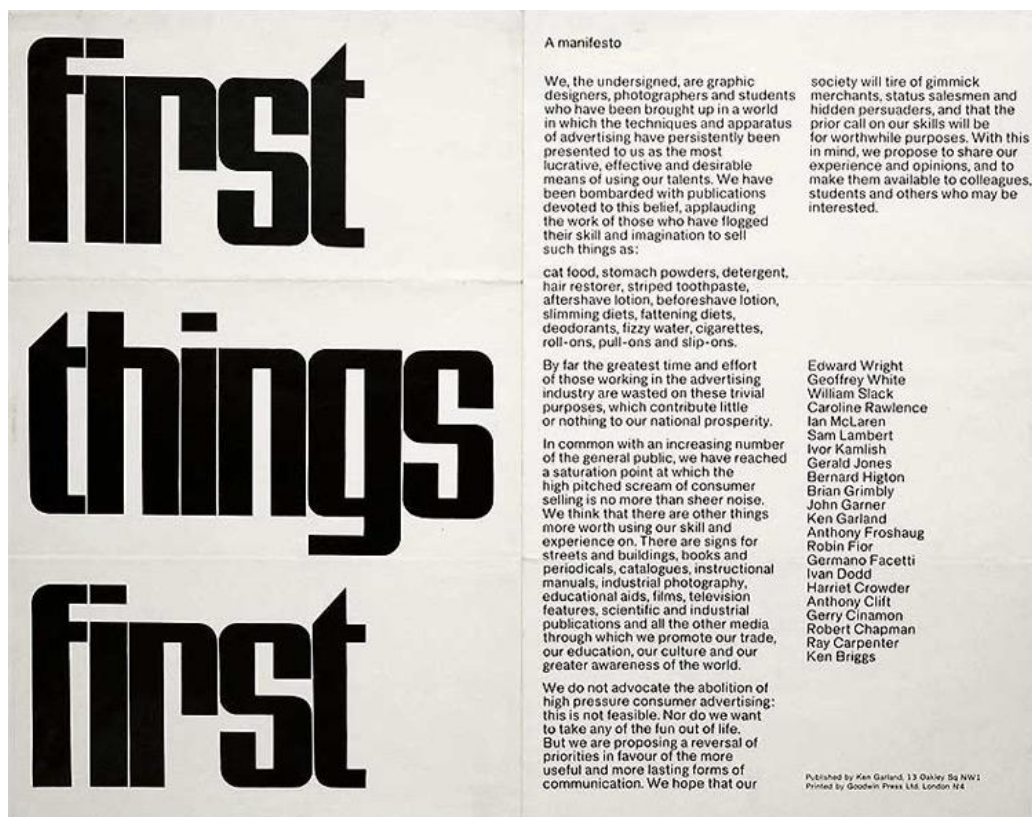 first
things
first
A manifesto
We, the undersigned, are graphic
designers, photographers and students
who have been brought up in a world
in which the techniques and apparatus
of advertising have persistently been
presented to us as the most
lucrative, effective and desirable
means of using our talents. We have
been bombarded with publications
devoted to this belief, applauding
the work of those who have flogged
their skill and imagination to sell
such things as:
cat food, stomach powders, detergent,
hair restorer, striped toothpaste,
aftershave lotion, beforeshave lotion,
slimming diets, fattening diets,
deodorants, fizzy water, cigarettes,
roll-ons, pull-ons and slip-ons.
By far the greatest time and effort
of those working in the advertising
industry are wasted on these trivial
purposes, which contribute little
or nothing to our national prosperity.
In common with an increasing number
of the general public, we have reached
a saturation point at which the
high pitched scream of consumer
selling is no more than sheer noise.
We think that there are other things
more worth using our skill and
experience on. There are signs for
streets and buildings, books and
periodicals, catalogues, instructional
manuals, industrial photography,
educational aids, films, television
features, scientific and industrial
publications and all the other media
through which we promote our trade,
our education, our culture and our
greater awareness of the world.
We do not advocate the abolition of
high pressure consumer advertising:
this is not feasible. Nor do we want
to take any of the fun out of life.
But we are proposing a reversal of
priorities in favour of the more
useful and more lasting forms of
communication. We hope that our
society will tire of gimmick
merchants, status salesmen and
hidden persuaders, and that the
prior call on our skills will be
for worthwhile purposes. With this
in mind, we propose to share our
experience and opinions, and to
make them available to colleagues,
students and others who may be
interested.
Edward Wright
Geoffrey White
William Slack
Caroline Rawlence
Ian McLaren
Sam Lambert
Ivor Kamlish
Gerald Jones
Bernard Higton
Brian Grimbly
John Garner
Ken Garland
Anthony Froshaug
Robin Fior
Germano Facetti
Ivan Dodd
Harriet Crowder
Anthony Clift
Gerry Cinamon
Robert Chapman
Ray Carpenter
Ken Briggs
Published by Ken Garland, 13 Oakley Sq NW1
Printed by Goodwin Press Ltd. London N4